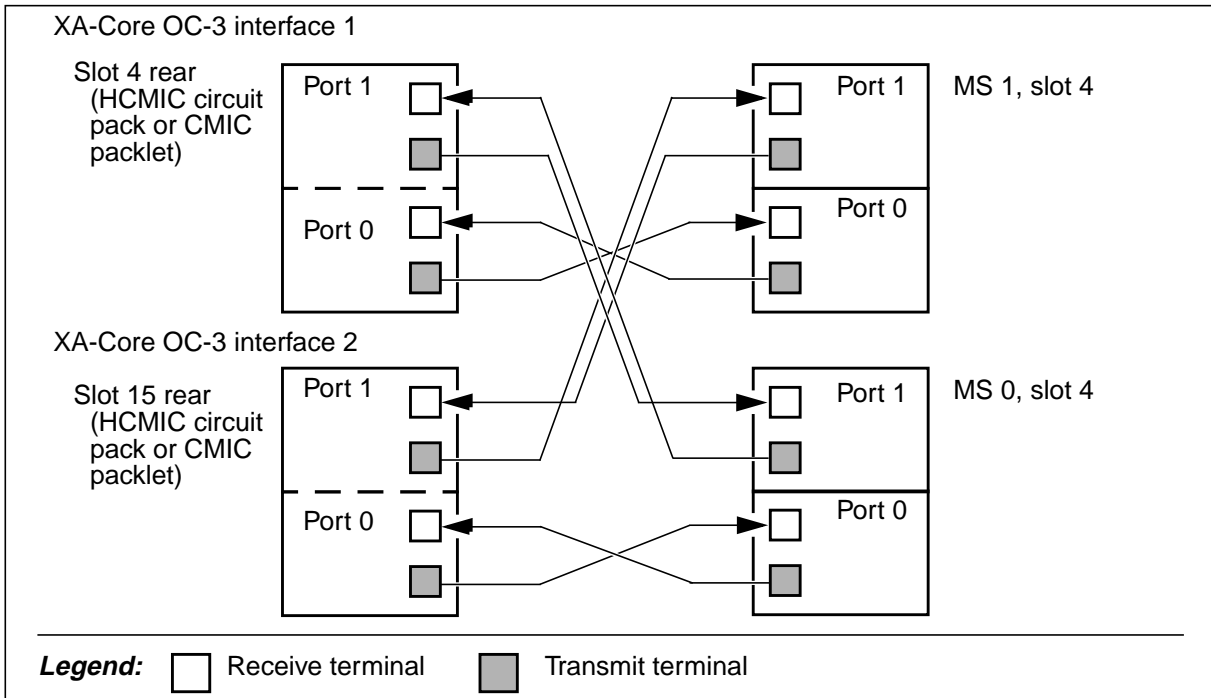 XA-Core OC-3 interface 1
Slot 4 rear
(HCMIC circuit
pack or CMIC
packlet)
Port 1
Port 0
Port 1
Port 0
MS 1, slot 4
XA-Core OC-3 interface 2
Slot 15 rear
(HCMIC circuit
pack or CMIC
packlet)
Port 1
Port 0
Port 1
Port 0
MS 0, slot 4
Legend: Receive terminal Transmit terminal